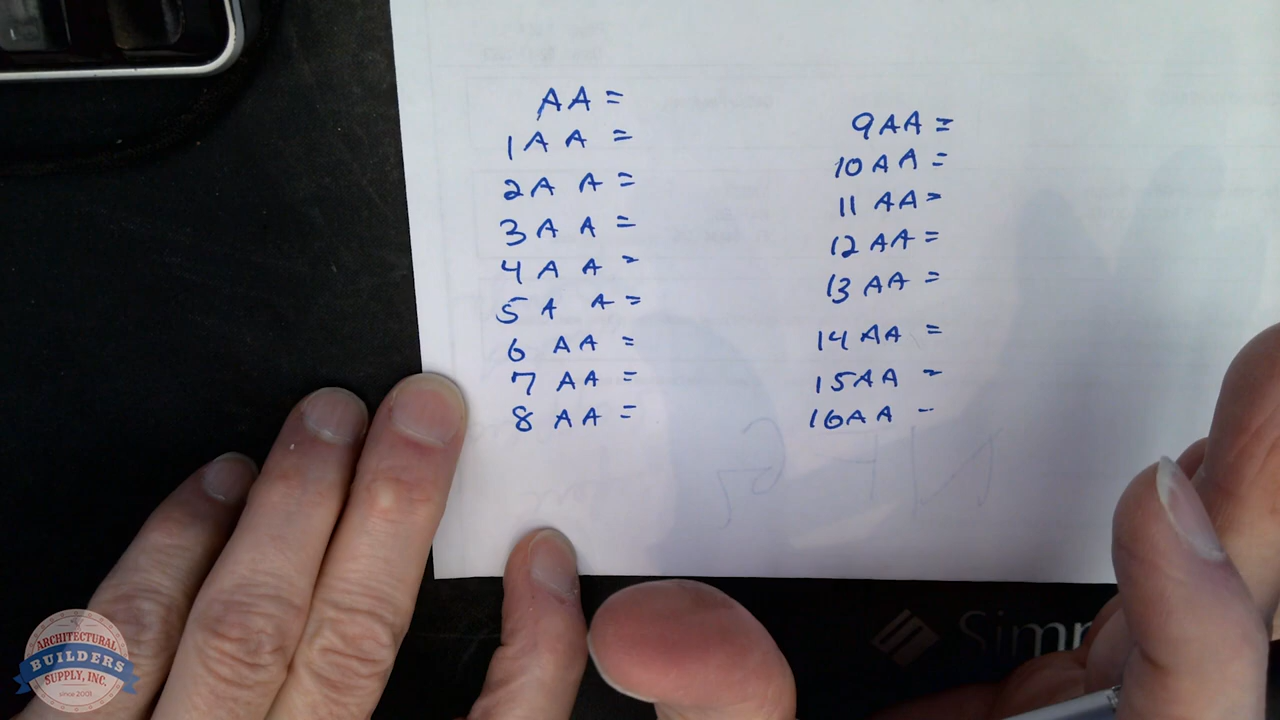 AA =
1AA =
2AA =
3AA =
4AA =
5AA =
6AA =
7AA =
8AA =
9AA =
10AA =
11AA =
12AA =
13AA =
14AA =
15AA =
16AA -
ARCHITECTURAL
BUILDERS
SUPPLY, INC.
since 2001